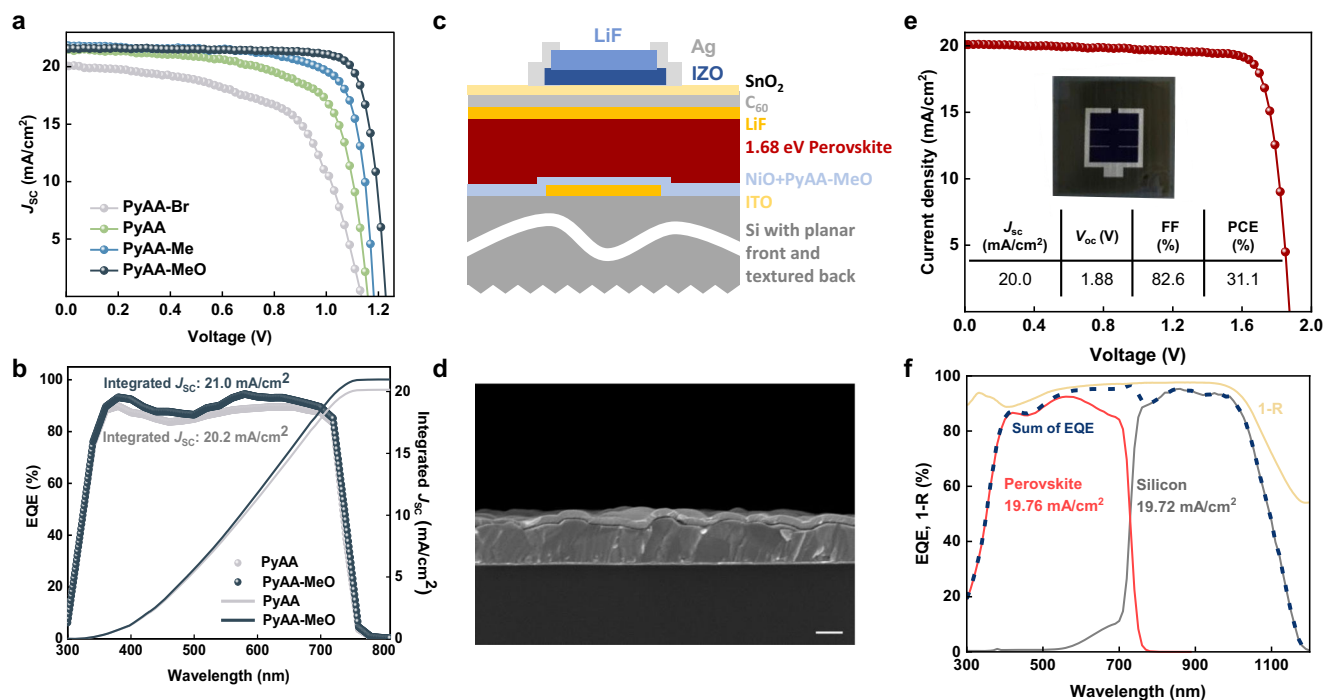 a
J_SC (mA/cm²)
20
15
10
5
PyAA-Br
PyAA
PyAA-Me
PyAA-MeO
0.0 0.2 0.4 0.6 0.8 1.0 1.2
Voltage (V)
b
EQE (%)
100
80
60
40
20
0
Integrated J_SC: 21.0 mA/cm²
Integrated J_SC: 20.2 mA/cm²
PyAA
PyAA-MeO
PyAA
PyAA-MeO
20
15
10
5
0
Integrated J_SC (mA/cm²)
300 400 500 600 700 800
Wavelength (nm)
c
LiF
Ag
IZO
SnO₂
C₆₀
LiF
1.68 eV Perovskite
NiO+PyAA-MeO
ITO
Si with planar
front and
textured back
d
e
Current density (mA/cm²)
20
15
10
5
J_sc
(mA/cm²) V_oc (V) FF
(%) PCE
(%)
20.0 1.88 82.6 31.1
0.0 0.4 0.8 1.2 1.6 2.0
Voltage (V)
f
EQE, 1-R (%)
100
80
60
40
20
0
1-R
Sum of EQE
Perovskite
19.76 mA/cm²
Silicon
19.72 mA/cm²
300 500 700 900 1100
Wavelength (nm)